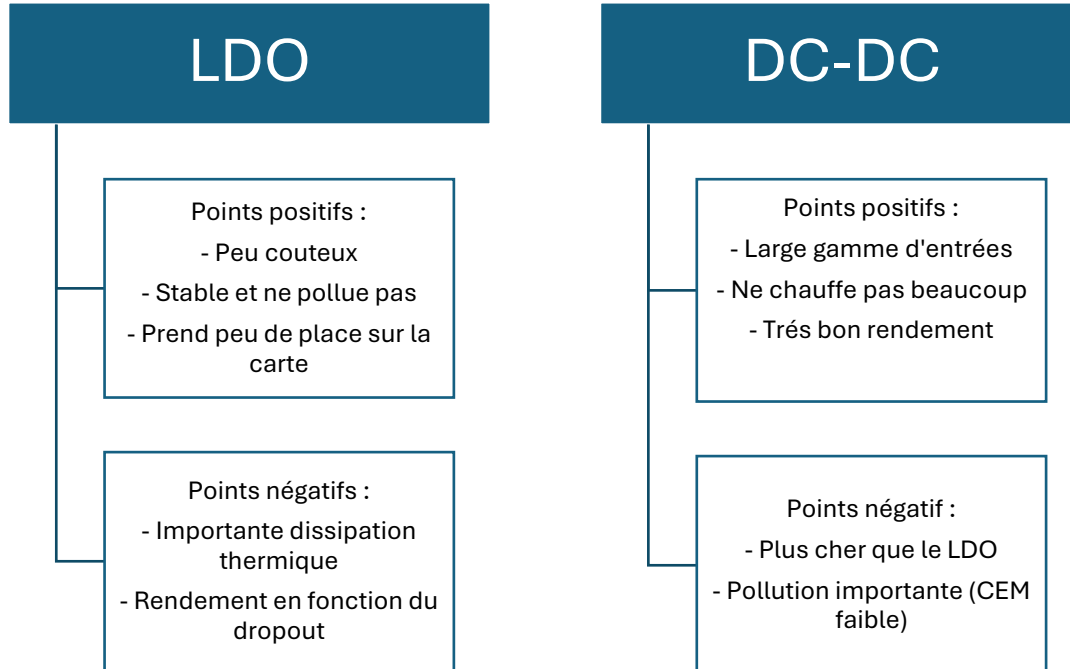 LDO
Points positifs :
- Peu couteux
- Stable et ne pollue pas
- Prend peu de place sur la
carte
Points négatifs :
- Importante dissipation
thermique
- Rendement en fonction du
dropout
DC-DC
Points positifs :
- Large gamme d'entrées
- Ne chauffe pas beaucoup
- Trés bon rendement
Points négatif :
- Plus cher que le LDO
- Pollution importante (CEM
faible)